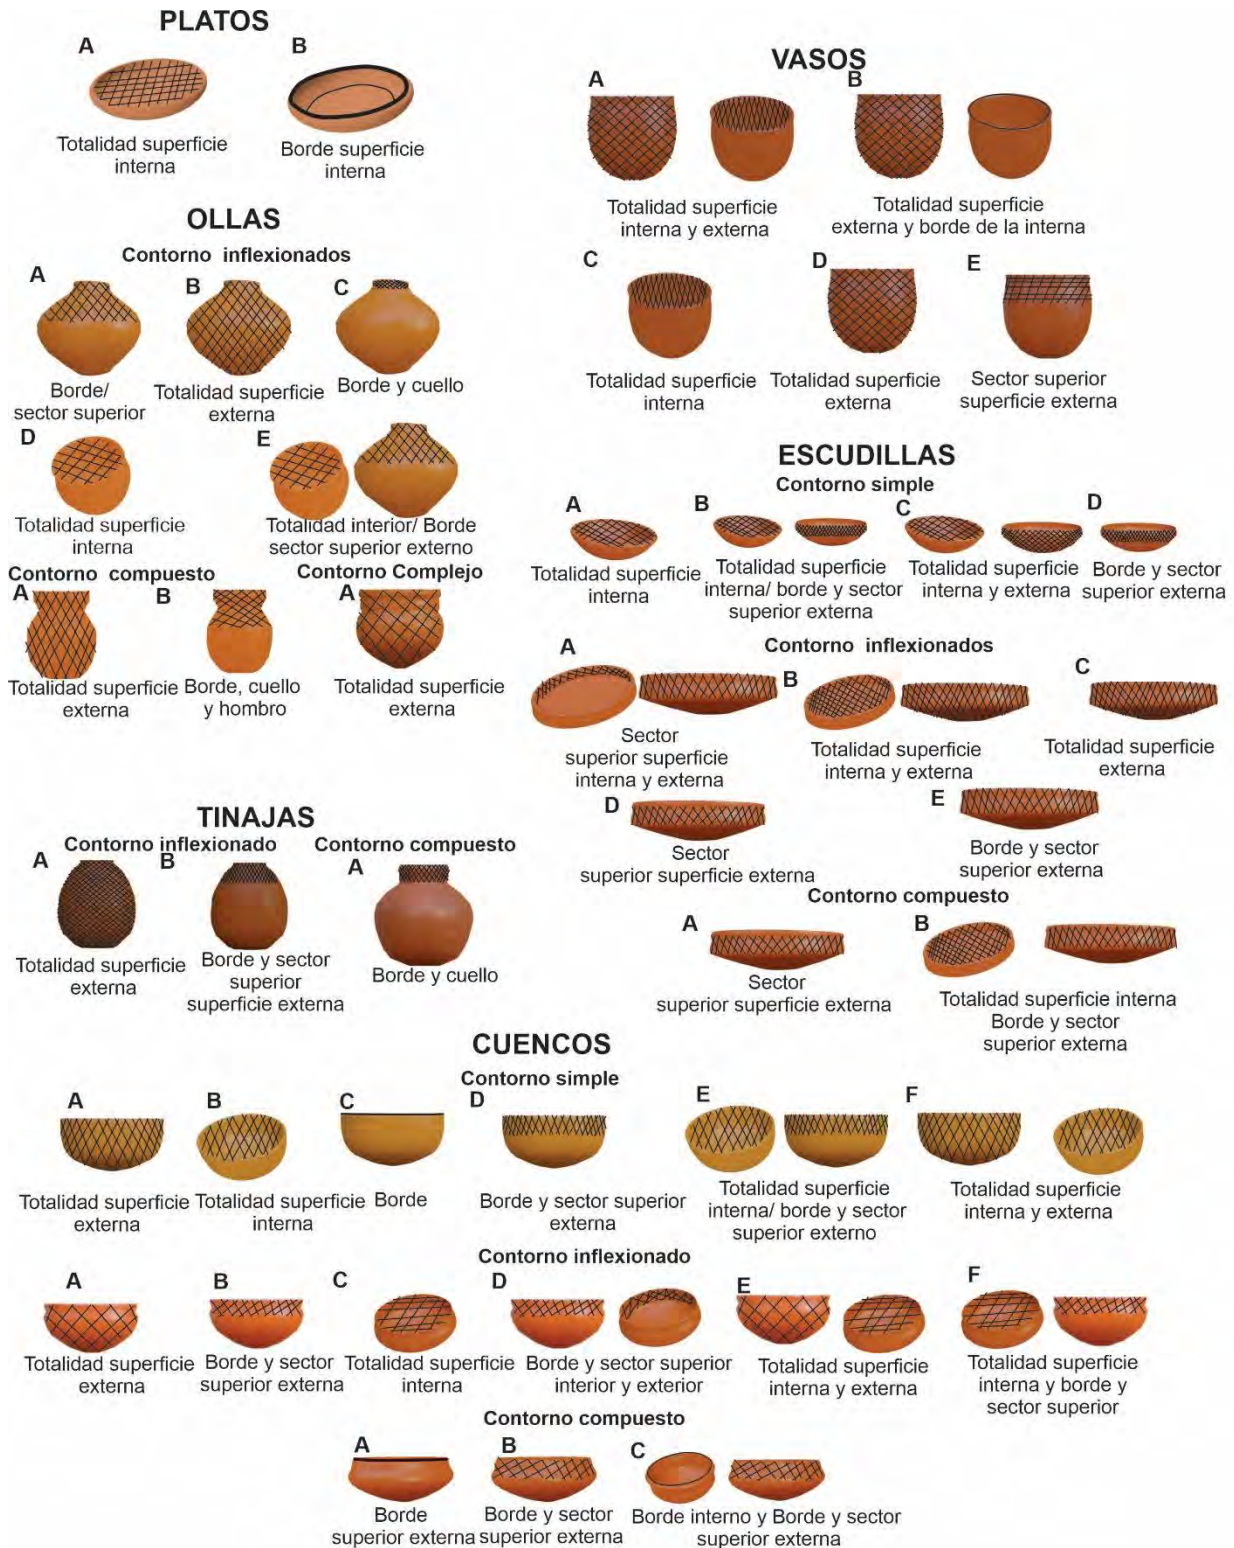 PLATOS
A
B
Totalidad superficie
interna
Borde superficie
interna
VASOS
A
B
Totalidad superficie
interna y externa
Totalidad superficie
externa y borde de la interna
C
D
E
Totalidad superficie
interna
Totalidad superficie
externa
Sector superior
superficie externa
OLLAS
Contorno inflexionados
A
B
C
Borde/
sector superior
Totalidad superficie
externa
Borde y cuello
D
E
Totalidad superficie
interna
Totalidad interior/ Borde
sector superior externo
Contorno compuesto
A
B
Totalidad superficie
externa
Borde, cuello
y hombro
Contorno Complejo
A
Totalidad superficie
externa
ESCUDILLAS
Contorno simple
A
B
C
D
Totalidad superficie
interna
Totalidad superficie
interna/ borde y sector
superior externa
Totalidad superficie
interna y externa
Borde y sector
superior externa
Contorno inflexionados
A
B
C
Sector
superior superficie
interna y externa
Totalidad superficie
interna y externa
Totalidad superficie
externa
D
E
Sector
superior superficie externa
Borde y sector
superior externa
Contorno compuesto
A
B
Sector
superior superficie externa
Totalidad superficie interna
Borde y sector
superior externa
TINAJAS
Contorno inflexionado
A
B
Totalidad superficie
externa
Borde y sector
superior
superficie externa
Contorno compuesto
A
Borde y cuello
CUENCOS
Contorno simple
A
B
C
D
E
F
Totalidad superficie
externa
Totalidad superficie
interna
Borde
Borde y sector superior
externa
Totalidad superficie
interna/ borde y sector
superior externo
Totalidad superficie
interna y externa
Contorno inflexionado
A
B
C
D
E
F
Totalidad superficie
externa
Borde y sector
superior externa
Totalidad superficie
interna
Borde y sector superior
interior y exterior
Totalidad superficie
interna y externa
Totalidad superficie
interna y borde y
sector superior
Contorno compuesto
A
B
C
Borde
superior externa
Borde y sector
superior externa
Borde interno y Borde y sector
superior externa